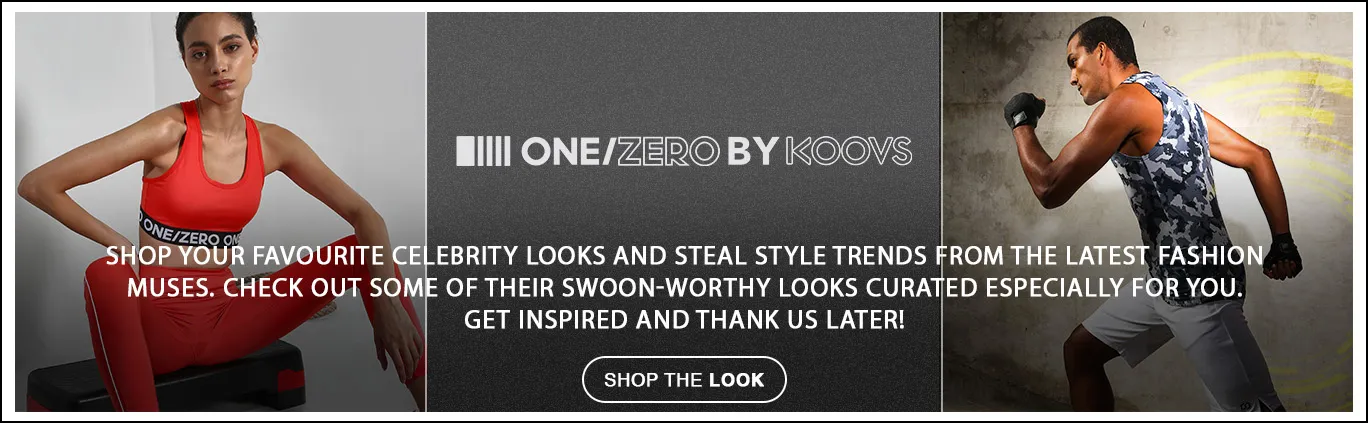 ONE/ZERO BY KOOVS
ONE/ZERO ON
SHOP YOUR FAVOURITE CELEBRITY LOOKS AND STEAL STYLE TRENDS FROM THE LATEST FASHION
MUSES. CHECK OUT SOME OF THEIR SWOON-WORTHY LOOKS CURATED ESPECIALLY FOR YOU.
GET INSPIRED AND THANK US LATER!
SHOP THE LOOK